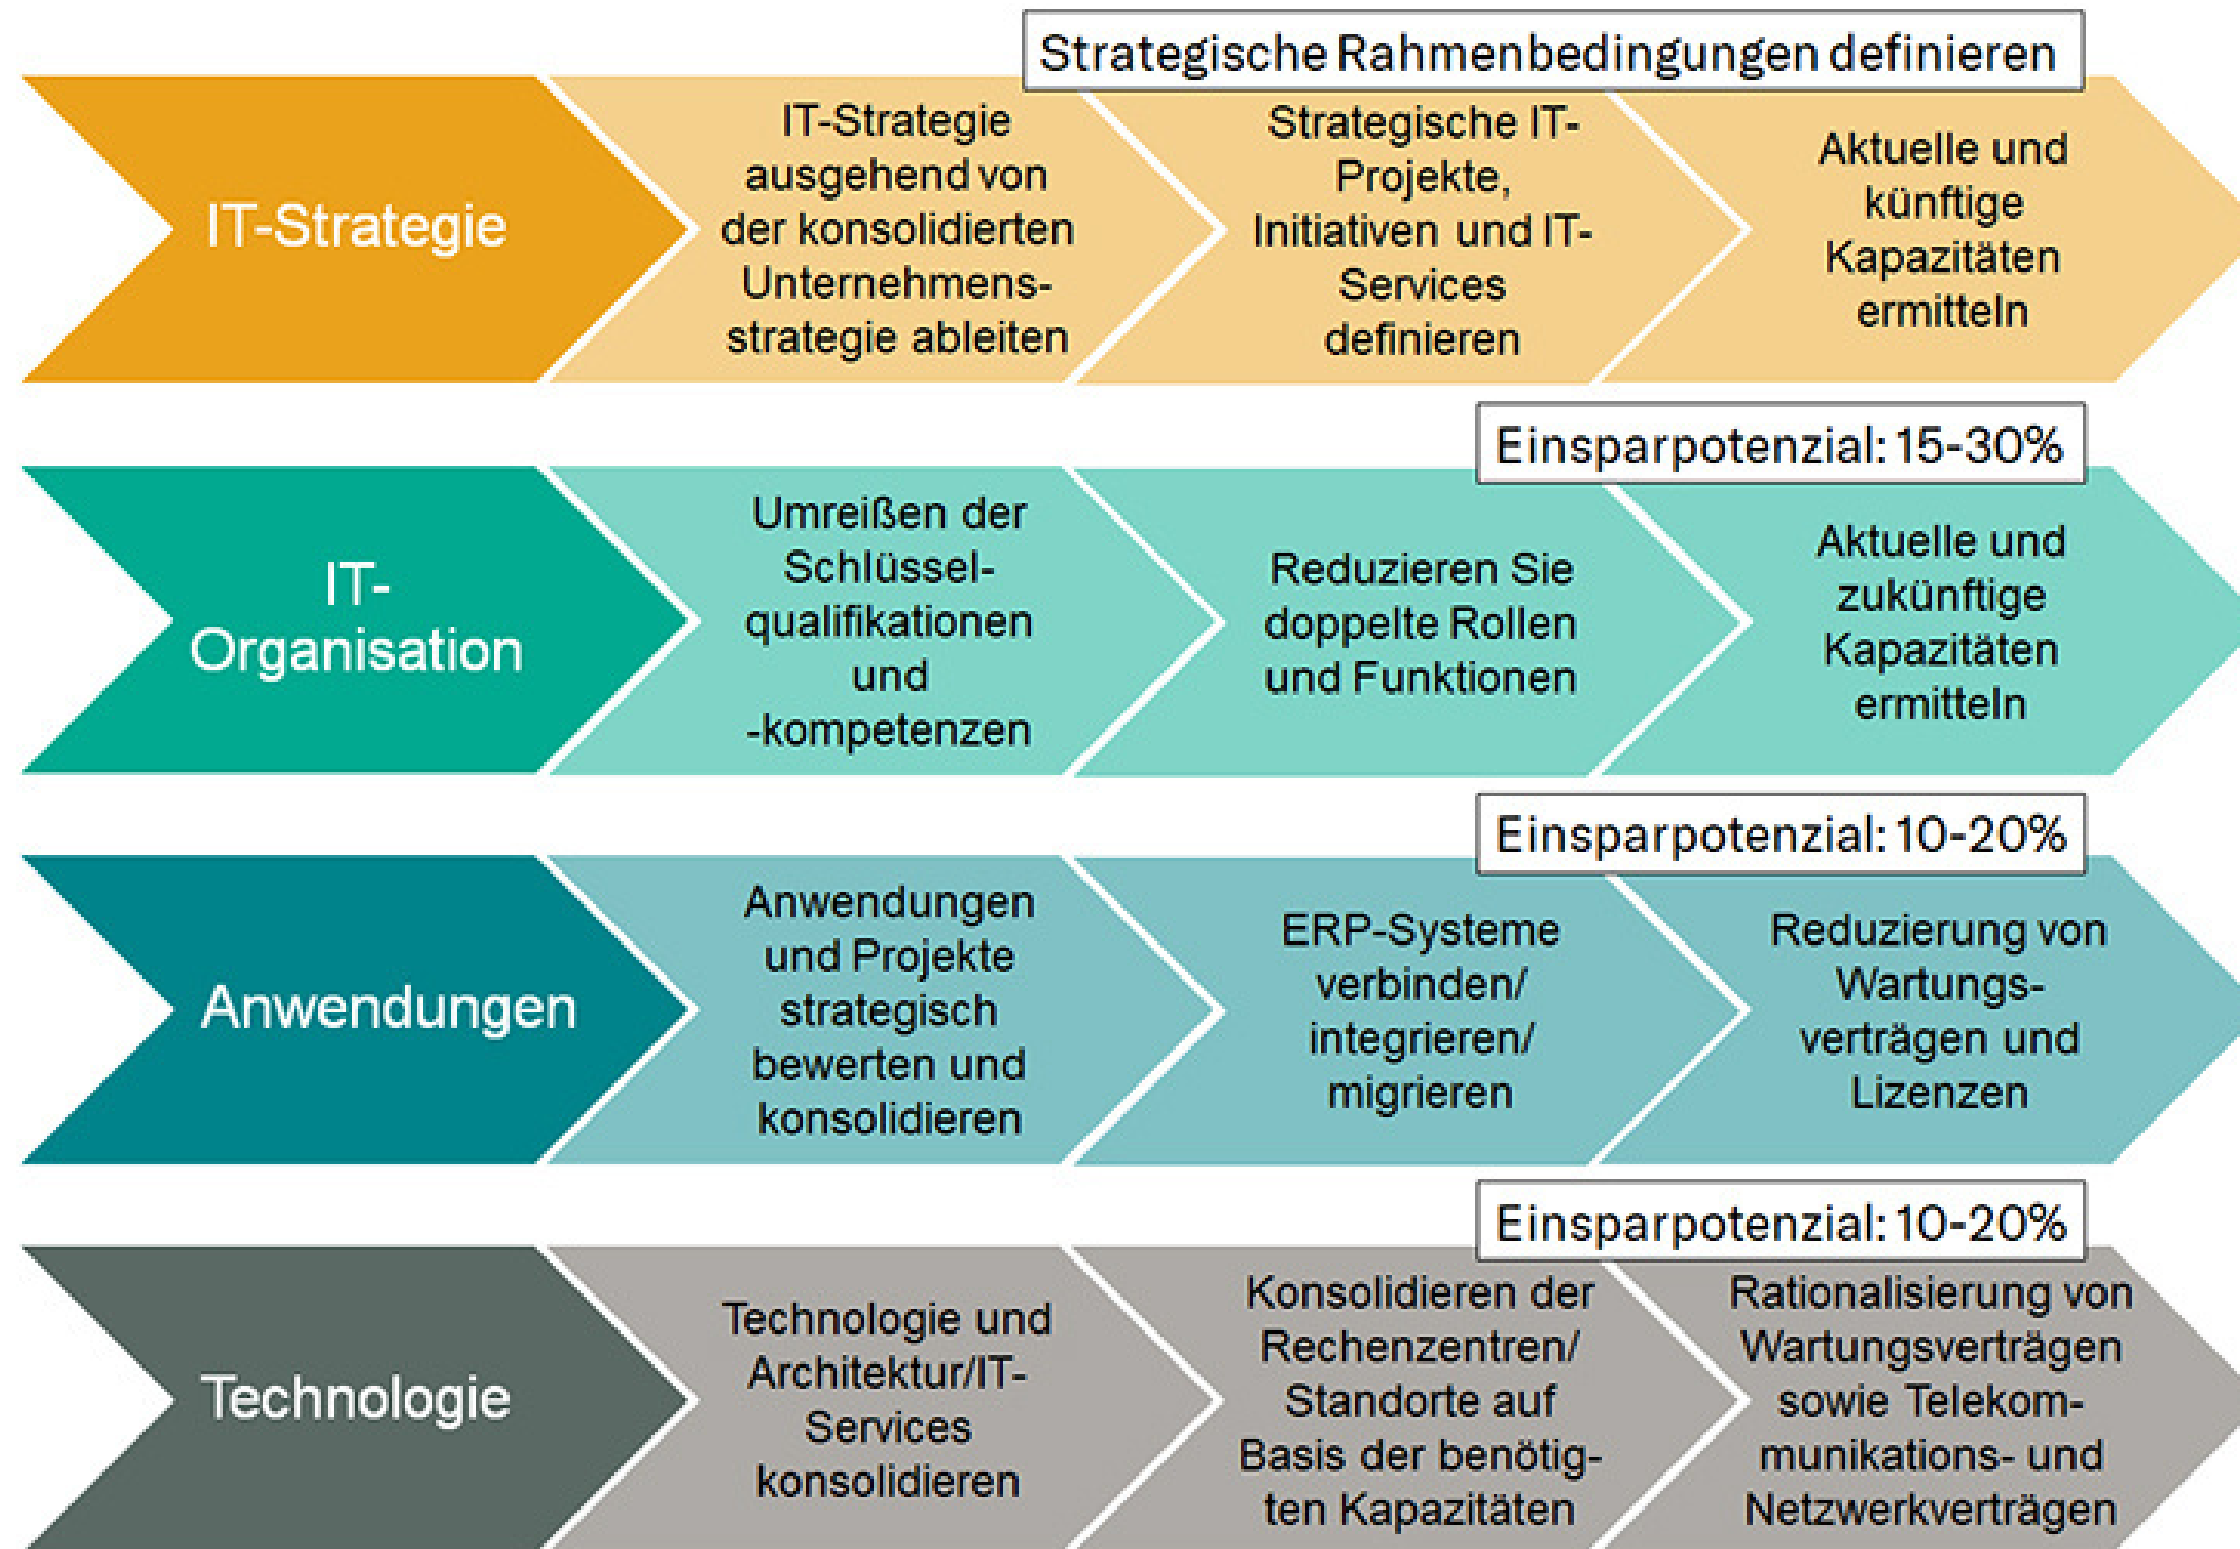 Strategische Rahmenbedingungen definieren
IT-Strategie
IT-Strategie
ausgehend von
der konsolidierten
Unternehmens-
strategie ableiten
Strategische IT-
Projekte,
Initiativen und IT-
Services
definieren
Aktuelle und
künftige
Kapazitäten
ermitteln
Einsparpotenzial: 15-30%
IT-
Organisation
Umreißen der
Schlüssel-
qualifikationen
und
-kompetenzen
Reduzieren Sie
doppelte Rollen
und Funktionen
Aktuelle und
zukünftige
Kapazitäten
ermitteln
Einsparpotenzial: 10-20%
Anwendungen
Anwendungen
und Projekte
strategisch
bewerten und
konsolidieren
ERP-Systeme
verbinden/
integrieren/
migrieren
Reduzierung von
Wartungs-
verträgen und
Lizenzen
Einsparpotenzial: 10-20%
Technologie
Technologie und
Architektur/IT-
Services
konsolidieren
Konsolidieren der
Rechenzentren/
Standorte auf
Basis der benötig-
ten Kapazitäten
Rationalisierung von
Wartungsverträgen
sowie Telekom-
munikations- und
Netzwerkverträgen